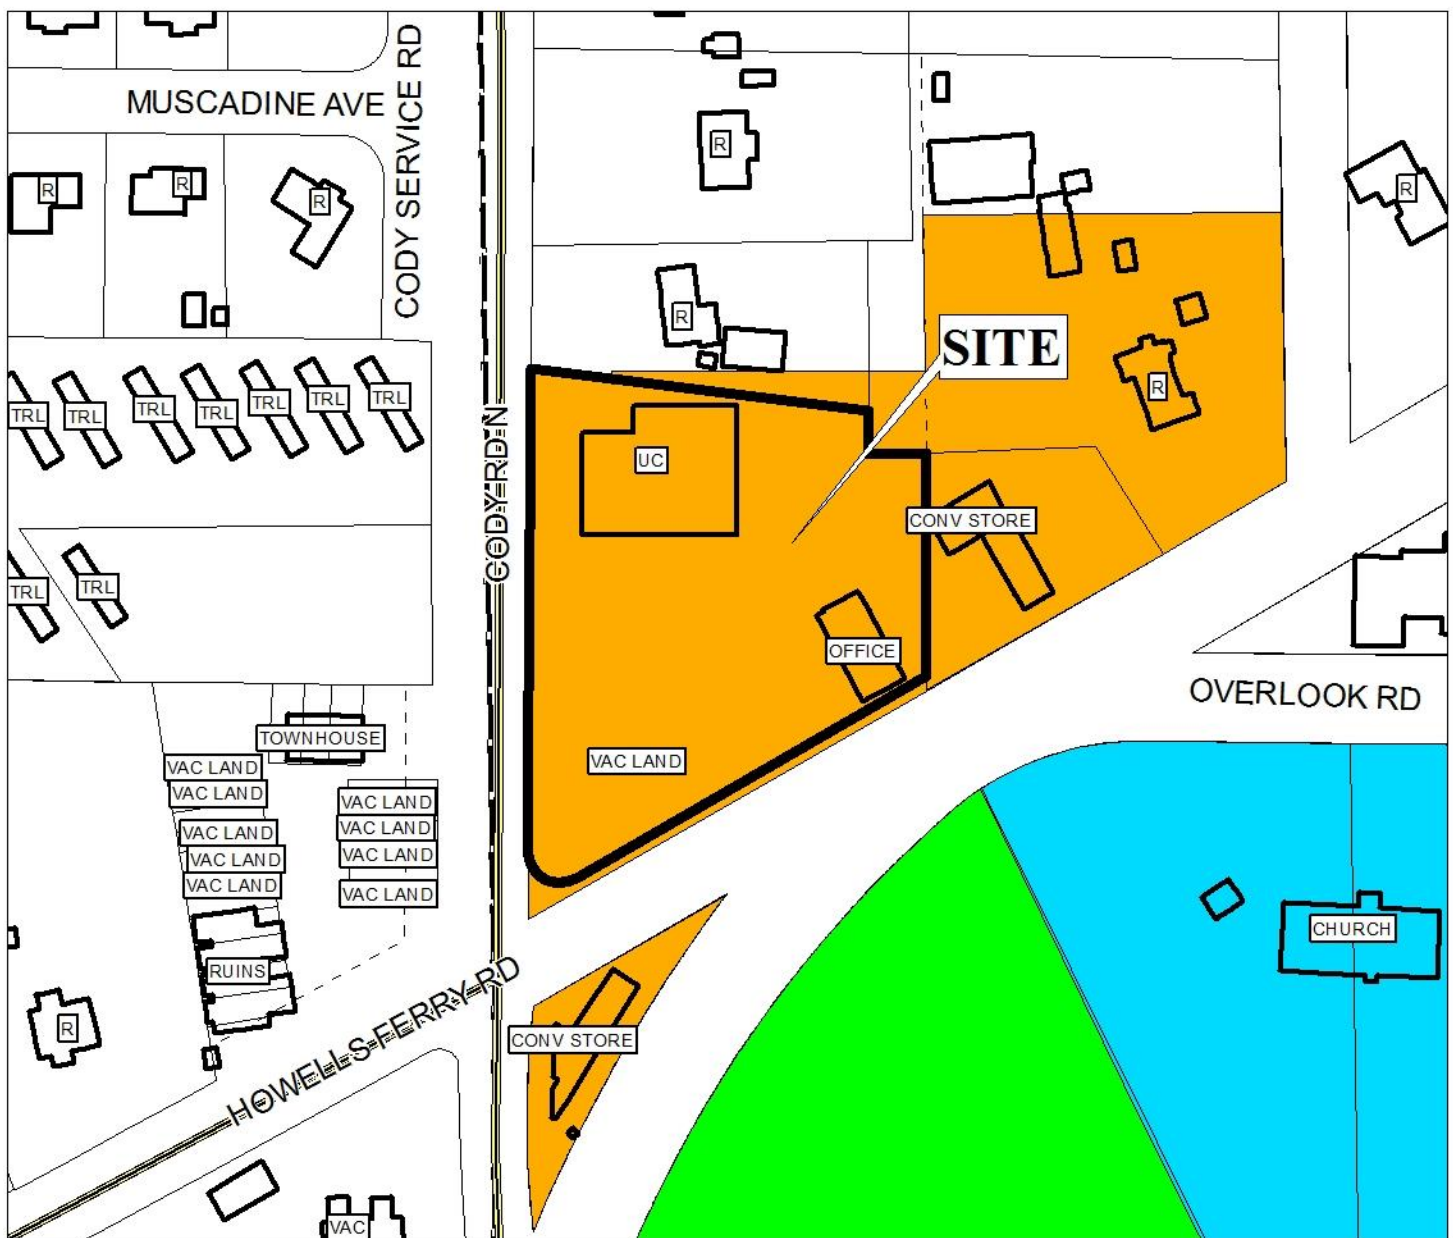 MUSCADINE AVE
CODY SERVICE RD
R
R
R
R
R
R
SITE
R
TRL
TRL
TRL
TRL
TRL
TRL
TRL
CODY RD N
UC
CONV STORE
TRL
TRL
OFFICE
OVERLOOK RD
TOWNHOUSE
VAC LAND
VAC LAND
VAC LAND
VAC LAND
VAC LAND
VAC LAND
VAC LAND
VAC LAND
VAC LAND
VAC LAND
RUINS
CHURCH
R
HOWELLS FERRY RD
CONV STORE
VAC